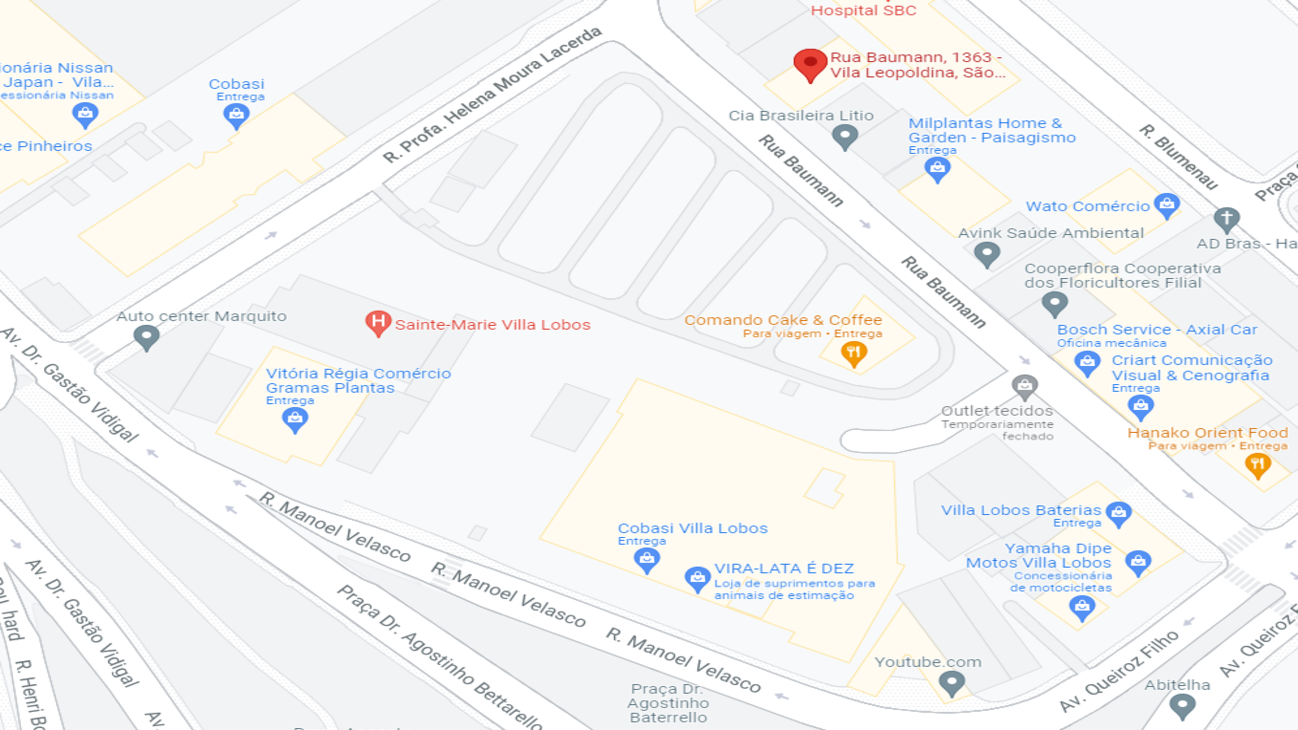 Hospital SBC
Rua Baumann, 1363 -
Vila Leopoldina, São...
ionária Nissan
Japan - Vila...
essionária Nissan
Cobasi
Entrega
ce Pinheiros
R. Profa. Helena Moura Lacerda
Cia Brasileira Litio
Milplantas Home &
Garden - Paisagismo
Entrega
Rua Baumann
R. Blumenau
Praça
Wato Comércio
AD Bras - Ha
Avink Saúde Ambiental
Rua Baumann
Cooperflora Cooperativa
dos Floricultores Filial
Auto center Marquito
Sainte-Marie Villa Lobos
Comando Cake & Coffee
Para viagem • Entrega
Bosch Service - Axial Car
Oficina mecânica
Criart Comunicação
Visual & Cenografia
Entrega
Av. Dr. Gastão Vidigal
Vitória Régia Comércio
Gramas Plantas
Entrega
Outlet tecidos
Temporariamente
fechado
Hanako Orient Food
Para viagem • Entrega
R. Manoel Velasco
R. Manoel Velasco
R. Manoel Velasco
Cobasi Villa Lobos
Entrega
VIRA-LATA É DEZ
Loja de suprimentos para
animais de estimação
Villa Lobos Baterias
Entrega
Yamaha Dipe
Motos Villa Lobos
Concessionária
de motocicletas
Av. Dr. Gastão Vidigal
Praça Dr. Agostinho Bettarello
hard
R. Henri Bo
Av.
Praça Dr.
Agostinho
Baterrello
Youtube.com
Av. Queiroz Filho
Av. Queiroz F
Abitelha